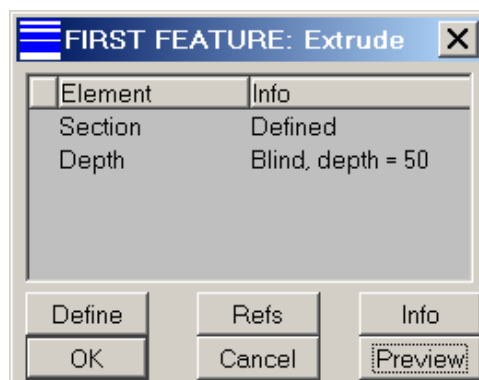 FIRST FEATURE: Extrude
Element Info
Section Defined
Depth Blind, depth = 50
Define Refs Info
OK Cancel Preview